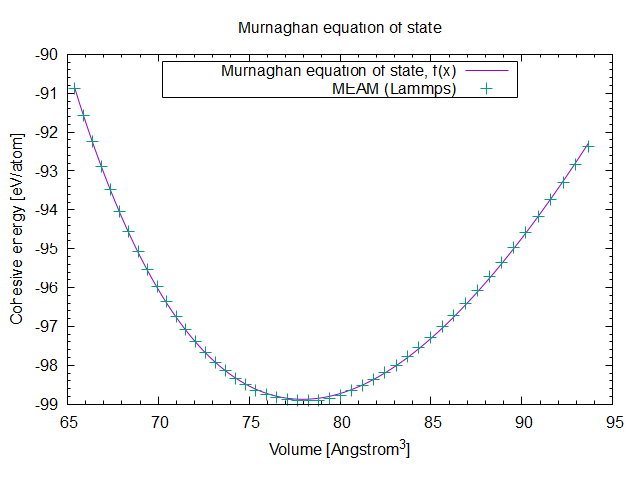 Murnaghan equation of state
Murnaghan equation of state, f(x)
MEAM (Lammps)
Cohesive energy [eV/atom]
-90
-91
-92
-93
-94
-95
-96
-97
-98
-99
65 70 75 80 85 90 95
Volume [Angstrom³]